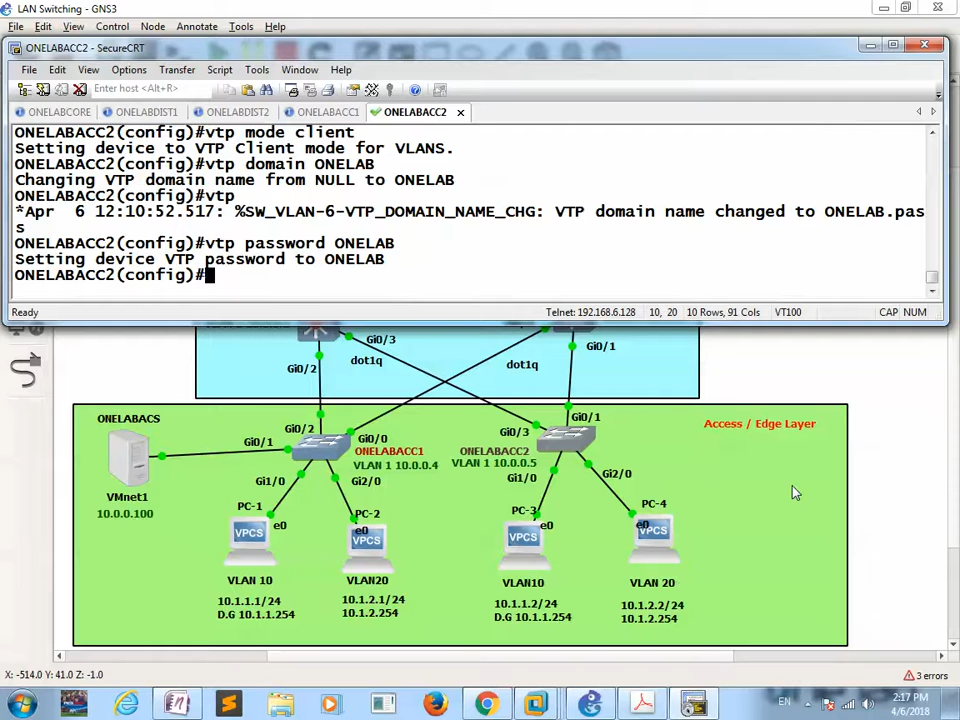 LAN Switching - GNS3
File Edit View Control Node Annotate Tools Help
ONELABACC2 - SecureCRT
File Edit View Options Transfer Script Tools Window Help
Enter host <Alt+R>
ONELABCORE ONELABDIST1 ONELABDIST2 ONELABACC1 ONELABACC2
ONELABACC2(config)#vtp mode client
Setting device to VTP Client mode for VLANS.
ONELABACC2(config)#vtp domain ONELAB
Changing VTP domain name from NULL to ONELAB
ONELABACC2(config)#vtp
*Apr  6 12:10:52.517: %SW_VLAN-6-VTP_DOMAIN_NAME_CHG: VTP domain name changed to ONELAB.pas
s
ONELABACC2(config)#vtp password ONELAB
Setting device VTP password to ONELAB
ONELABACC2(config)#
Ready Telnet: 192.168.6.128 10, 20 10 Rows, 91 Cols VT100 CAP NUM
Gi0/3 Gi0/1
dot1q dot1q
Gi0/2
ONELABACS Gi0/1 Access / Edge Layer
Gi0/2 Gi0/3
Gi0/1 Gi0/0
ONELABACC1 ONELABACC2
VLAN 1 10.0.0.4 VLAN 1 10.0.0.5
Gi1/0 Gi2/0 Gi1/0 Gi2/0
VMnet1
10.0.0.100
PC-1 PC-2 PC-3 PC-4
e0 e0 e0 e0
VPCS VPCS VPCS VPCS
VLAN 10 VLAN20 VLAN10 VLAN 20
10.1.1.1/24 10.1.2.1/24 10.1.1.2/24 10.1.2.2/24
D.G 10.1.1.254 10.1.2.254 D.G 10.1.1.254 10.1.2.254
X: -514.0 Y: 41.0 Z: -1.0 3 errors
EN 2:17 PM
4/6/2018